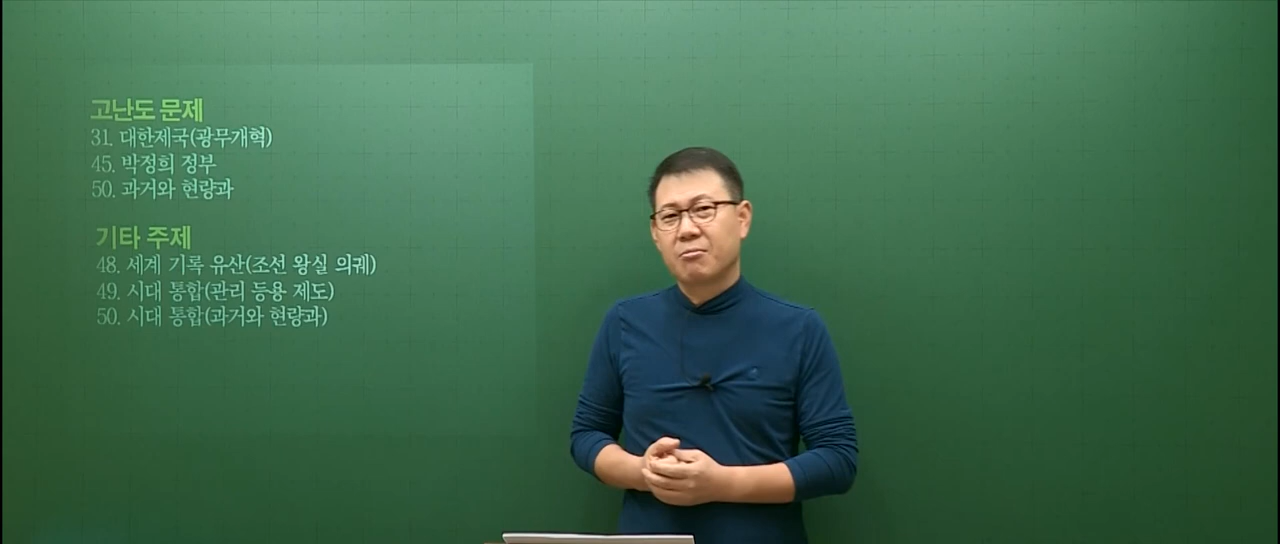 고난도 문제
31. 대한제국(광무개혁)
45. 박정희 정부
50. 과거와 현량과
기타 주제
48. 세계 기록 유산(조선 왕실 의궤)
49. 시대 통합(관리 등용 제도)
50. 시대 통합(과거와 현량과)